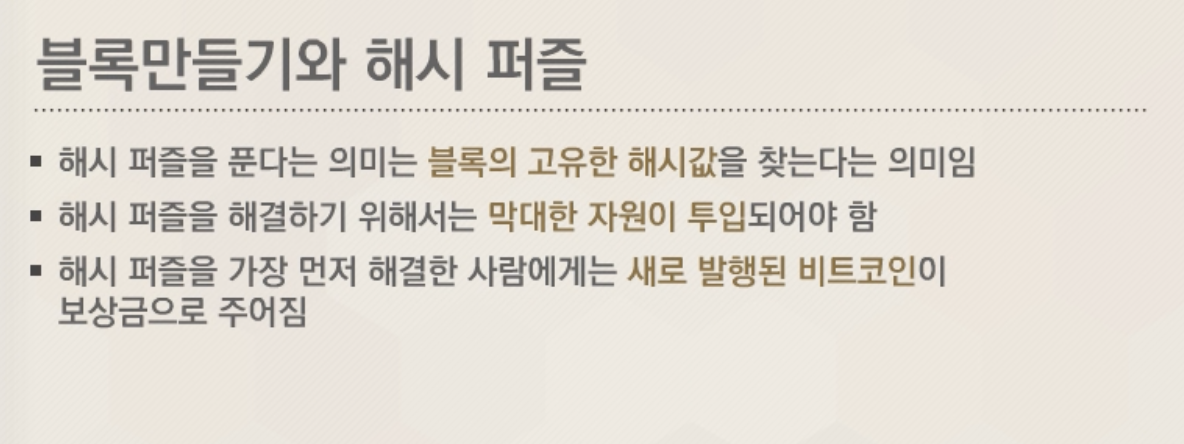 블록만들기와 해시 퍼즐
▪ 해시 퍼즐을 푼다는 의미는 블록의 고유한 해시값을 찾는다는 의미임
▪ 해시 퍼즐을 해결하기 위해서는 막대한 자원이 투입되어야 함
▪ 해시 퍼즐을 가장 먼저 해결한 사람에게는 새로 발행된 비트코인이
보상금으로 주어짐